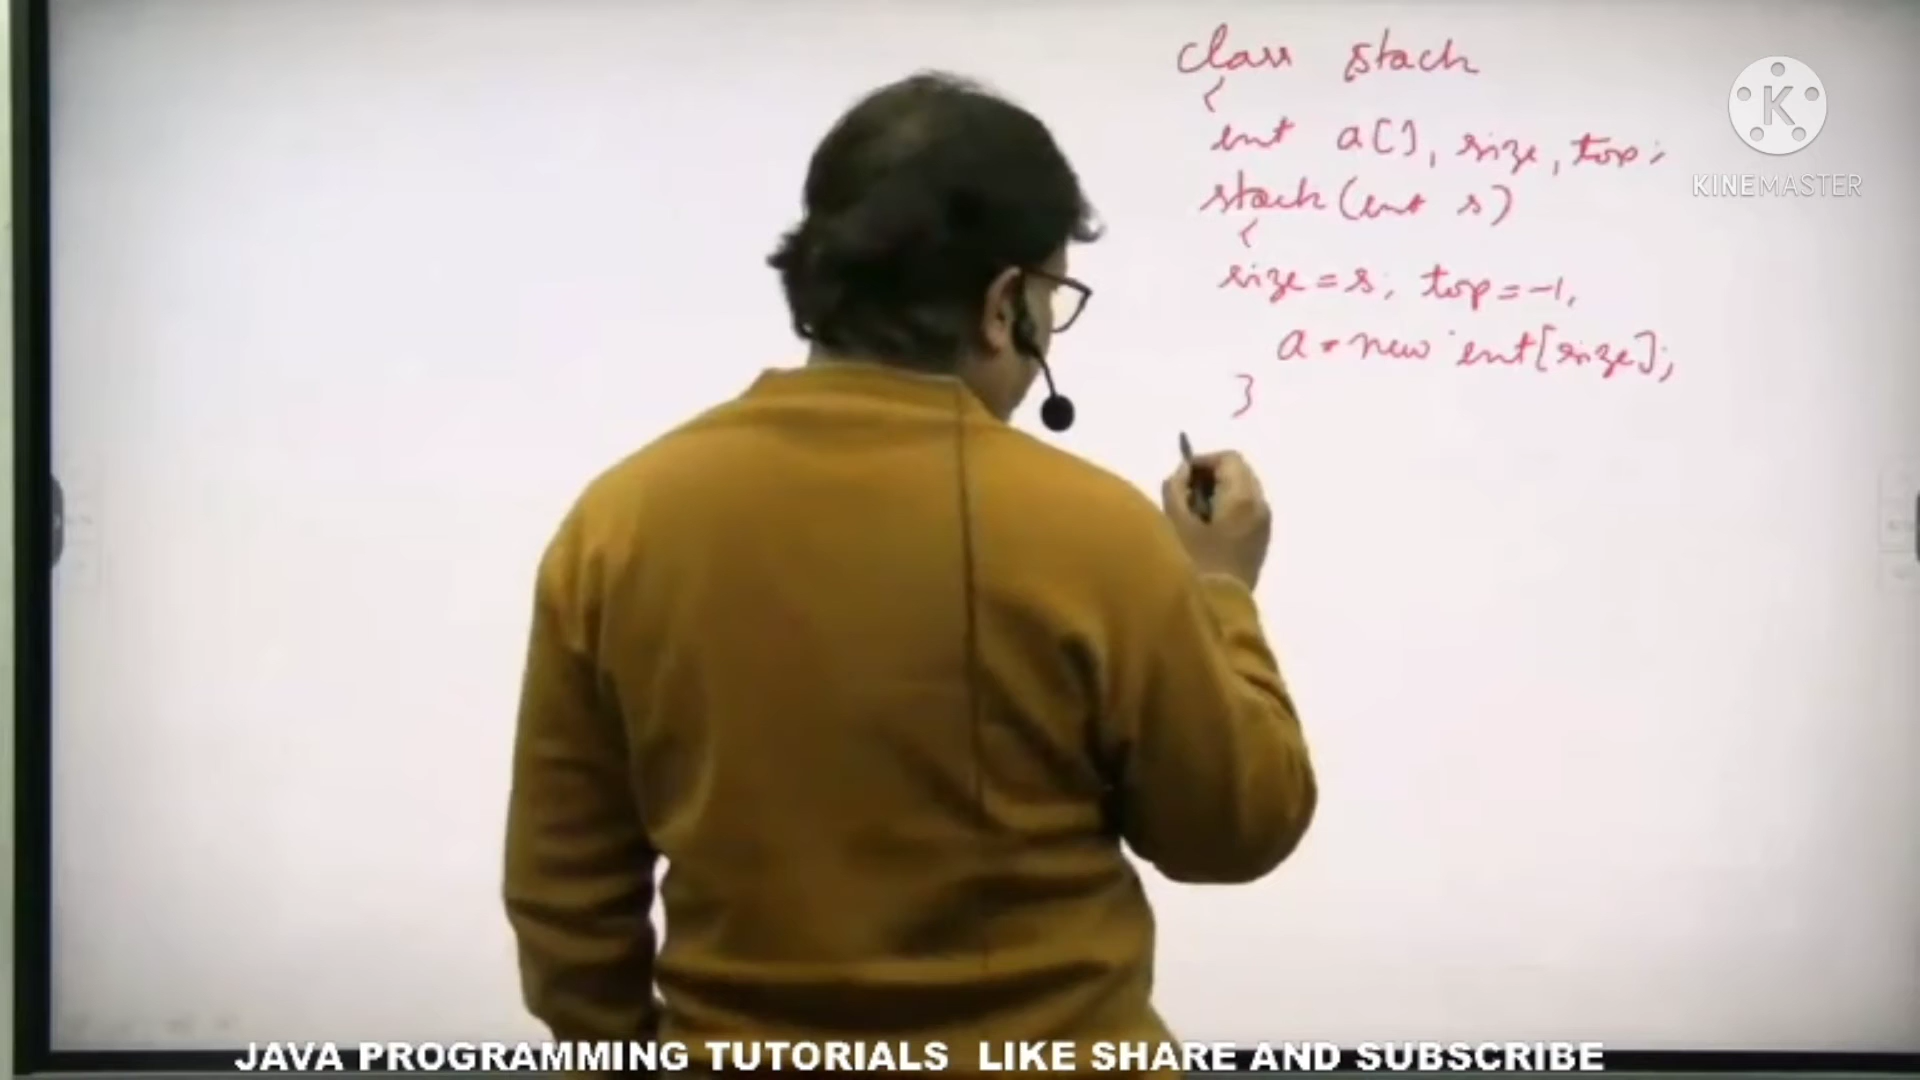 class stack
{
int a[], size, top;
stack(int s)
{
size=s; top=-1;
a=new int[size];
}
KINEMASTER
JAVA PROGRAMMING TUTORIALS LIKE SHARE AND SUBSCRIBE